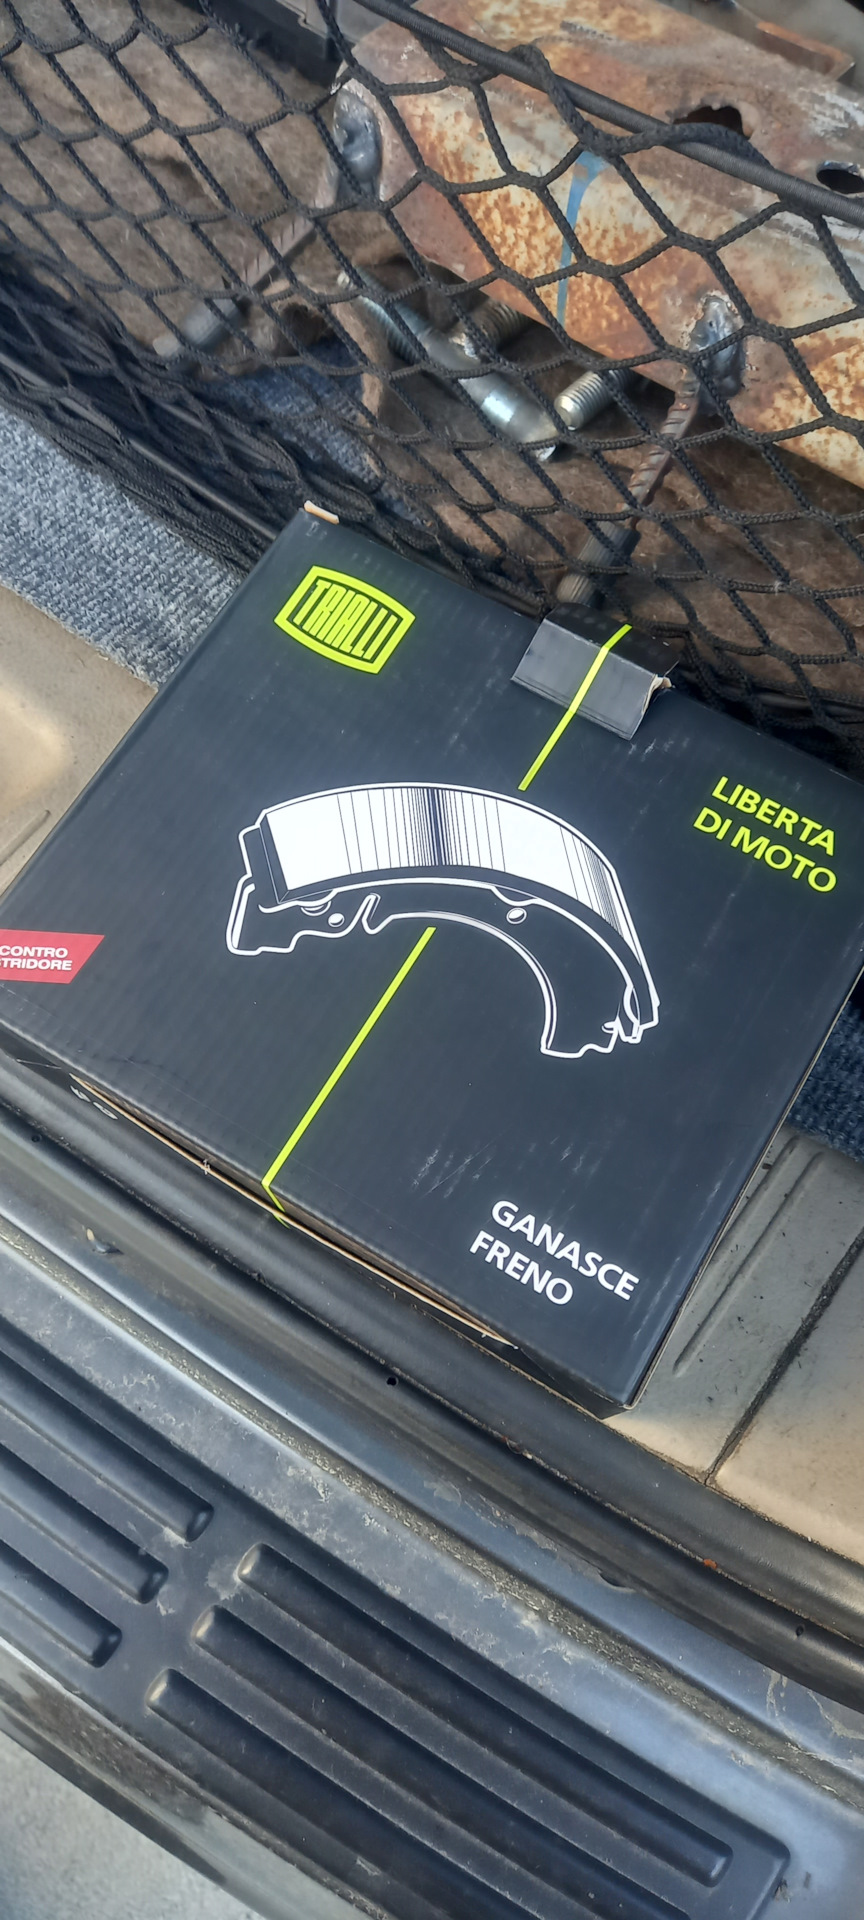 TRIALLI
LIBERTA
DI MOTO
CONTRO
STRIDORE
GANASCE
FRENO